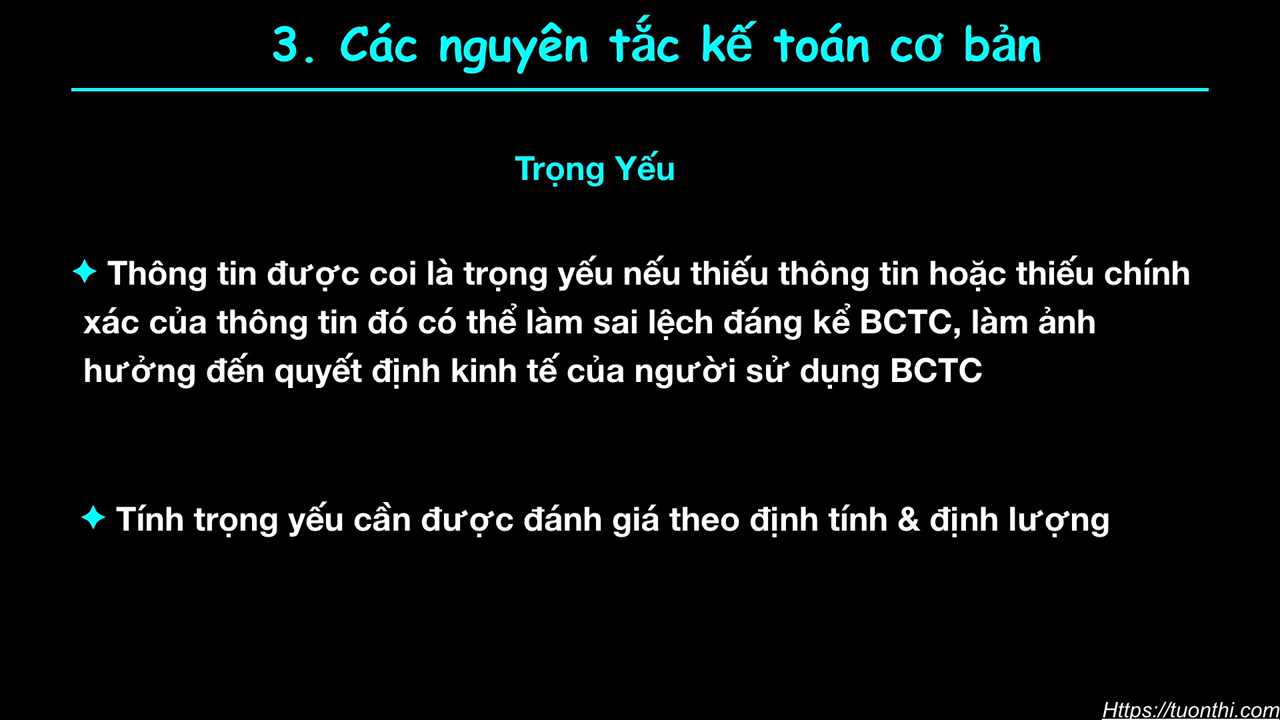 3. Các nguyên tắc kế toán cơ bản
Trọng Yếu
✦ Thông tin được coi là trọng yếu nếu thiếu thông tin hoặc thiếu chính
xác của thông tin đó có thể làm sai lệch đáng kể BCTC, làm ảnh
hưởng đến quyết định kinh tế của người sử dụng BCTC
✦ Tính trọng yếu cần được đánh giá theo định tính & định lượng
Https://tuonthi.com